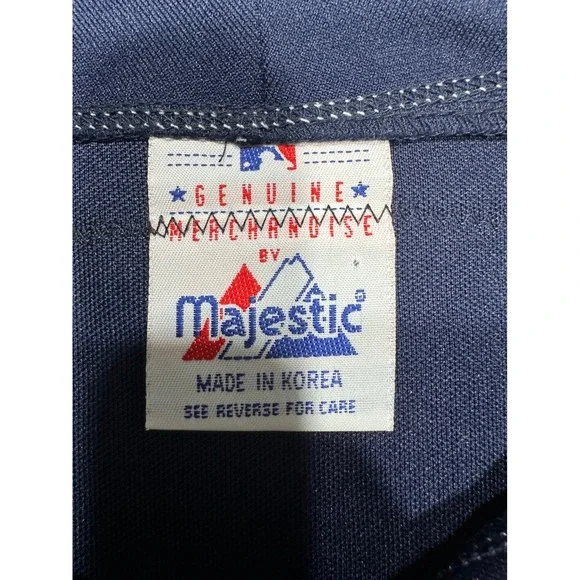 GENUINE
MERCHANDISE
BY
Majestic®
MADE IN KOREA
SEE REVERSE FOR CARE